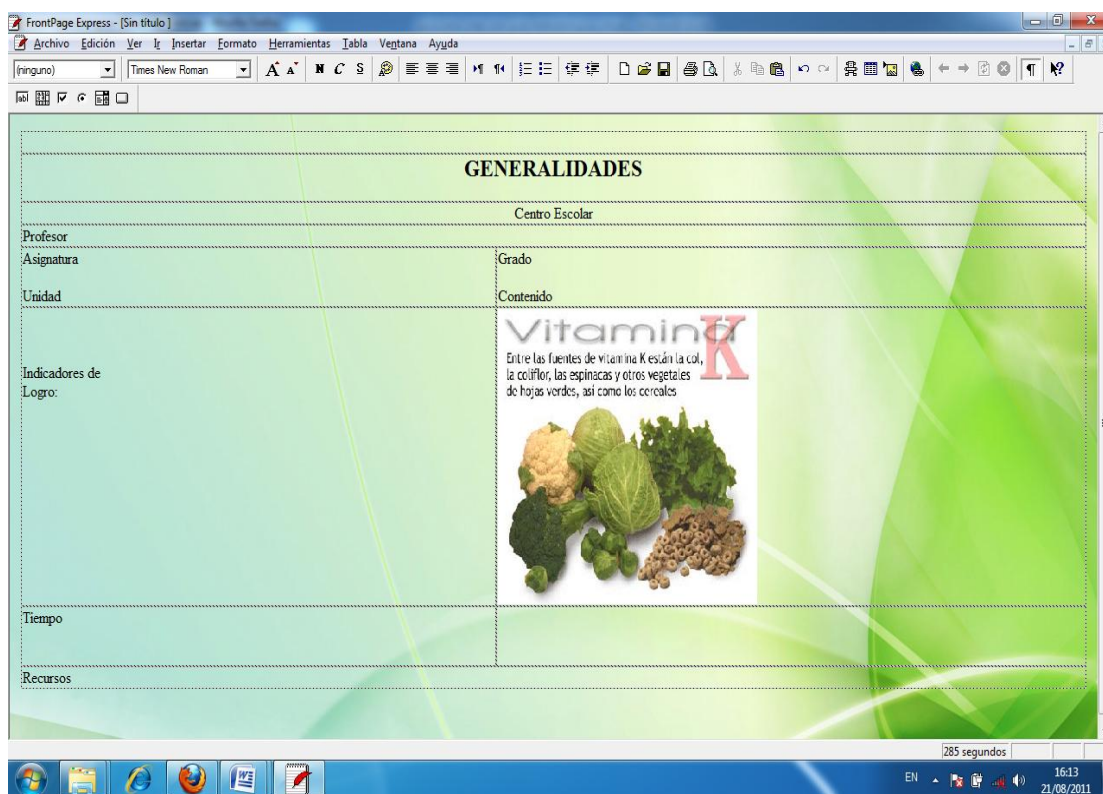 FrontPage Express - [Sin título ]
Archivo Edición Ver Ir Insertar Formato Herramientas Tabla Ventana Ayuda
(ninguno) Times New Roman A A N C S
abl
GENERALIDADES
Centro Escolar
Profesor
Asignatura Grado
Unidad Contenido
Vitamina K
Entre las fuentes de vitamina K están la col,
la coliflor, las espinacas y otros vegetales
de hojas verdes, asi como los cereales
Indicadores de
Logro:
Tiempo
Recursos
285 segundos
EN 16:13
21/08/2011